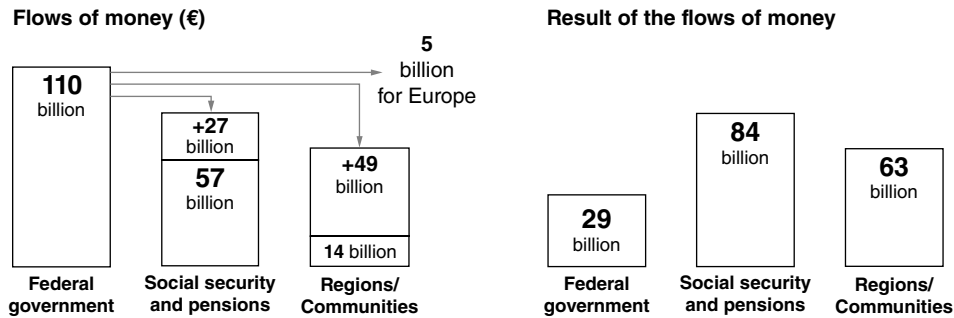 Flows of money (€)
110
billion
5
billion
for Europe
+27
billion
57
billion
+49
billion
14 billion
Federal
government
Social security
and pensions
Regions/
Communities
Result of the flows of money
29
billion
84
billion
63
billion
Federal
government
Social security
and pensions
Regions/
Communities